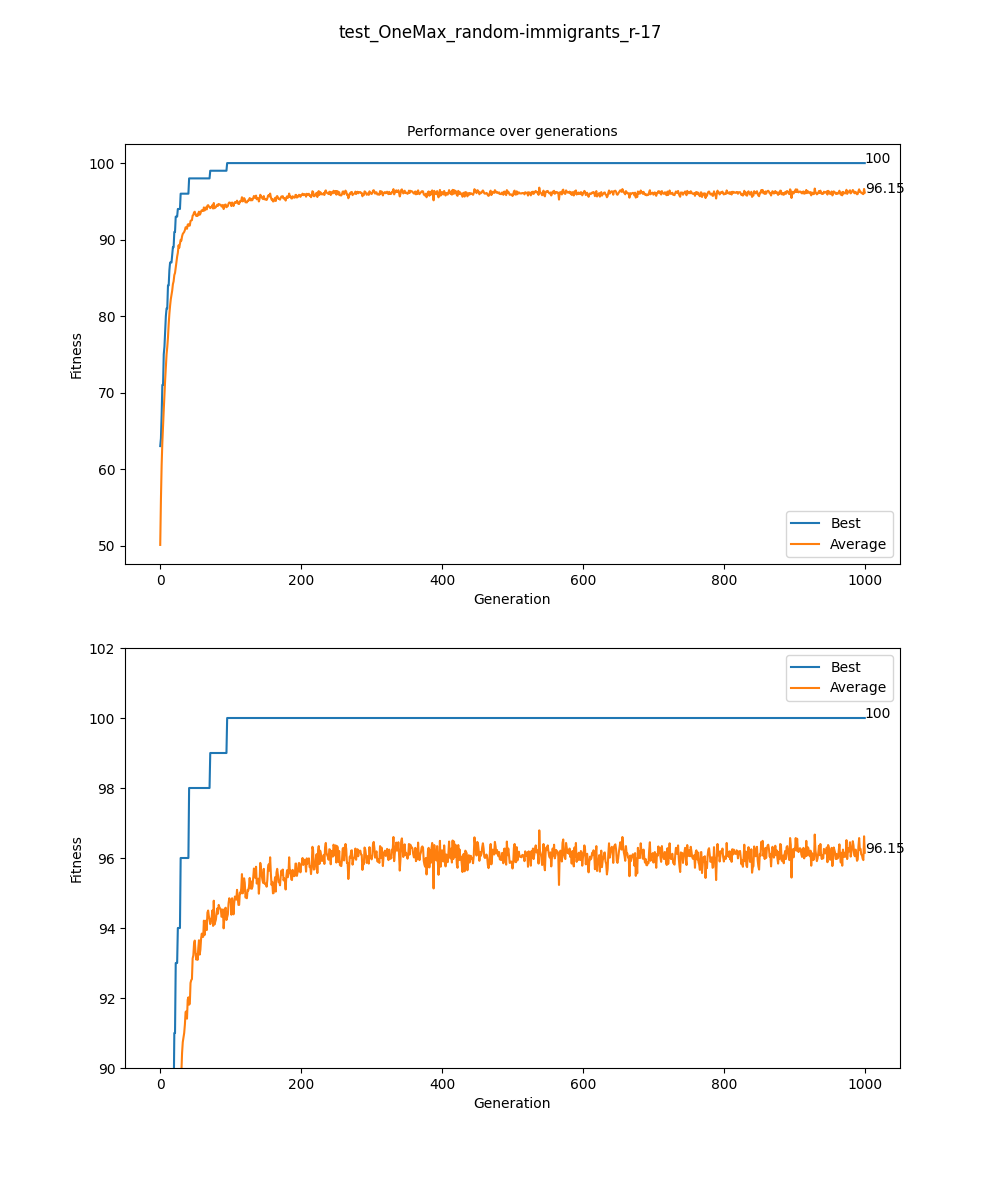 test_OneMax_random-immigrants_r-17
Performance over generations
100
90
80
70
60
50
Fitness
100
96.15
Best
Average
0 200 400 600 800 1000
Generation
102
100
98
96
94
92
90
Fitness
Best
Average
100
96.15
0 200 400 600 800 1000
Generation